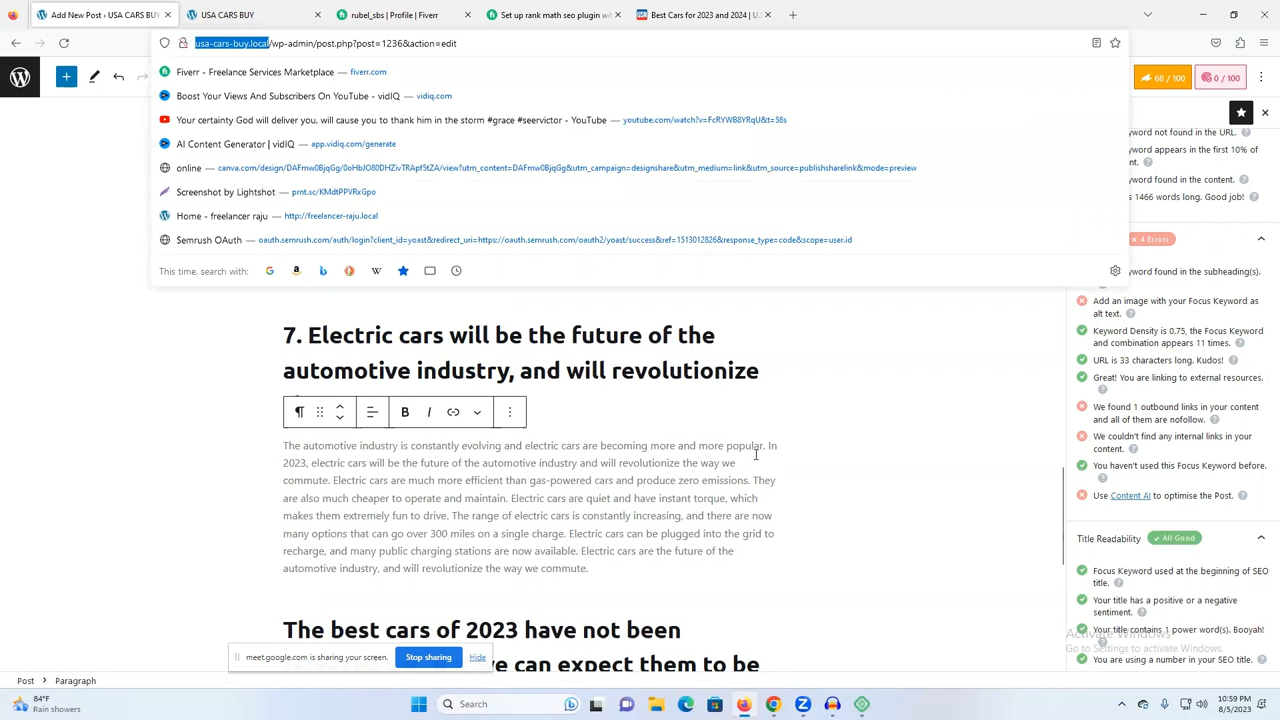 Add New Post ‹ USA CARS BUY
USA CARS BUY
rubel_sbs | Profile | Fiverr
Set up rank math seo plugin wit
Best Cars for 2023 and 2024 | U.S
usa-cars-buy.local/wp-admin/post.php?post=1236&action=edit
Fiverr - Freelance Services Marketplace — fiverr.com
Boost Your Views And Subscribers On YouTube - vidIQ — vidiq.com
Your certainty God will deliver you, will cause you to thank him in the storm #grace #seervictor - YouTube — youtube.com/watch?v=FcRYWB8YRqU&t=58s
AI Content Generator | vidIQ — app.vidiq.com/generate
online — canva.com/design/DAFmw0BjqGg/0oHbJO80DHZivTRApf5tZA/view?utm_content=DAFmw0BjqGg&utm_campaign=designshare&utm_medium=link&utm_source=publishsharelink&mode=preview
Screenshot by Lightshot — prnt.sc/KMdtPPVRxGpo
Home - freelancer raju — http://freelancer-raju.local
Semrush OAuth — oauth.semrush.com/auth/login?client_id=yoast&redirect_uri=https://oauth.semrush.com/oauth2/yoast/success&ref=1513012826&response_type=code&scope=user.id
This time, search with:
68 / 100
0 / 100
word not found in the URL.
word appears in the first 10% of
ntent.
word found in the content.
1466 words long. Good job!
4 Errors
word found in the subheading(s).
Add an image with your Focus Keyword as
alt text.
Keyword Density is 0.75, the Focus Keyword
and combination appears 11 times.
URL is 33 characters long. Kudos!
Great! You are linking to external resources.
We found 1 outbound links in your content
and all of them are nofollow.
We couldn't find any internal links in your
content.
You haven't used this Focus Keyword before.
Use Content AI to optimise the Post.
Title Readability
All Good
Focus Keyword used at the beginning of SEO
title.
Your title has a positive or a negative
sentiment.
Your title contains 1 power word(s). Booyah!
You are using a number in your SEO title.
Activate Windows
Go to Settings to activate Windows.
7. Electric cars will be the future of the
automotive industry, and will revolutionize
The automotive industry is constantly evolving and electric cars are becoming more and more popular. In
2023, electric cars will be the future of the automotive industry and will revolutionize the way we
commute. Electric cars are much more efficient than gas-powered cars and produce zero emissions. They
are also much cheaper to operate and maintain. Electric cars are quiet and have instant torque, which
makes them extremely fun to drive. The range of electric cars is constantly increasing, and there are now
many options that can go over 300 miles on a single charge. Electric cars can be plugged into the grid to
recharge, and many public charging stations are now available. Electric cars are the future of the
automotive industry, and will revolutionize the way we commute.
The best cars of 2023 have not been
we can expect them to be
meet.google.com is sharing your screen.
Stop sharing
Hide
Post
Paragraph
84°F
Rain showers
Search
10:59 PM
8/5/2023